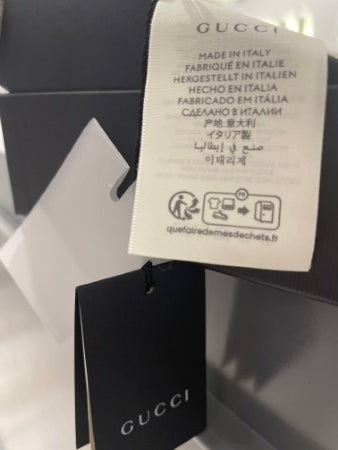 GUCCI
MADE IN ITALY
FABRIQUÉ EN ITALIE
HERGESTELLT IN ITALIEN
HECHO EN ITALIA
FABRICADO EM ITÁLIA
СДЕЛАНО В ИТАЛИИ
产地:意大利
イタリア製
صنع في إيطاليا
이태리제
FR
quefairedemesdechets.fr
GUCCI